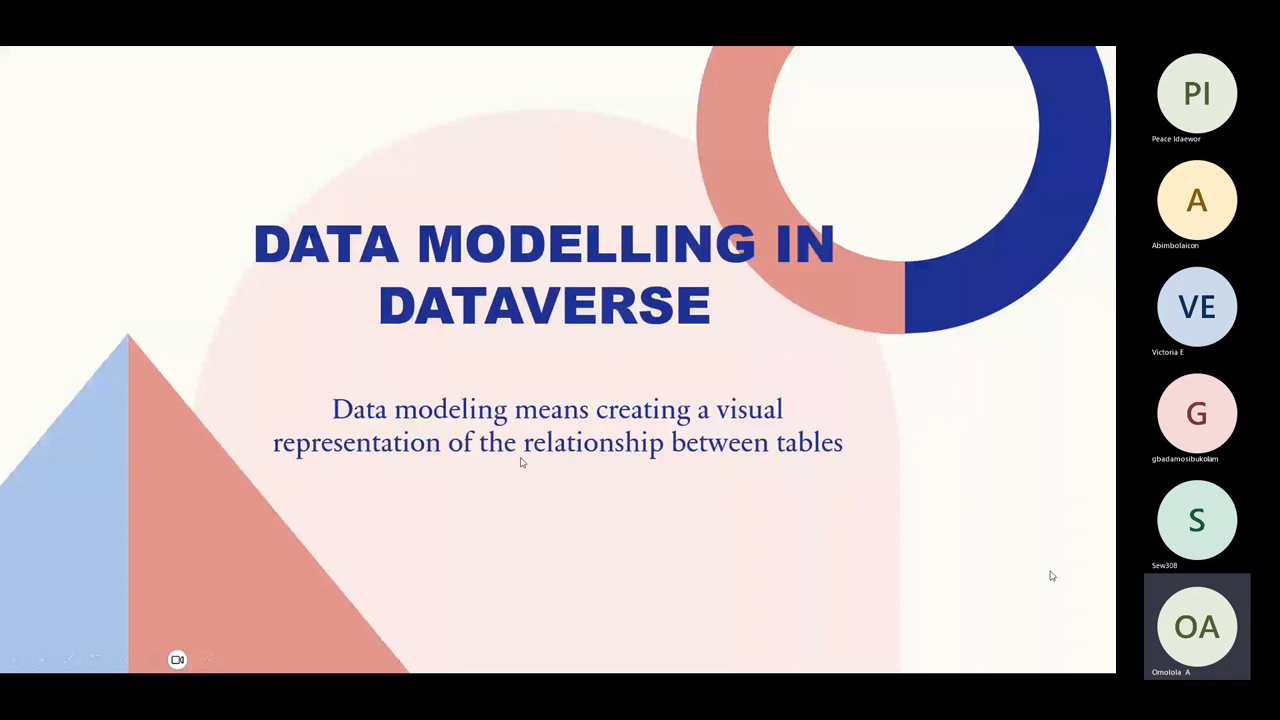 DATA MODELLING IN
DATAVERSE
Data modeling means creating a visual
representation of the relationship between tables
PI
Peace Idaewor
A
Abimbolaicon
VE
Victoria E
G
gbadamosibukolam
S
Sew308
OA
Omolola A